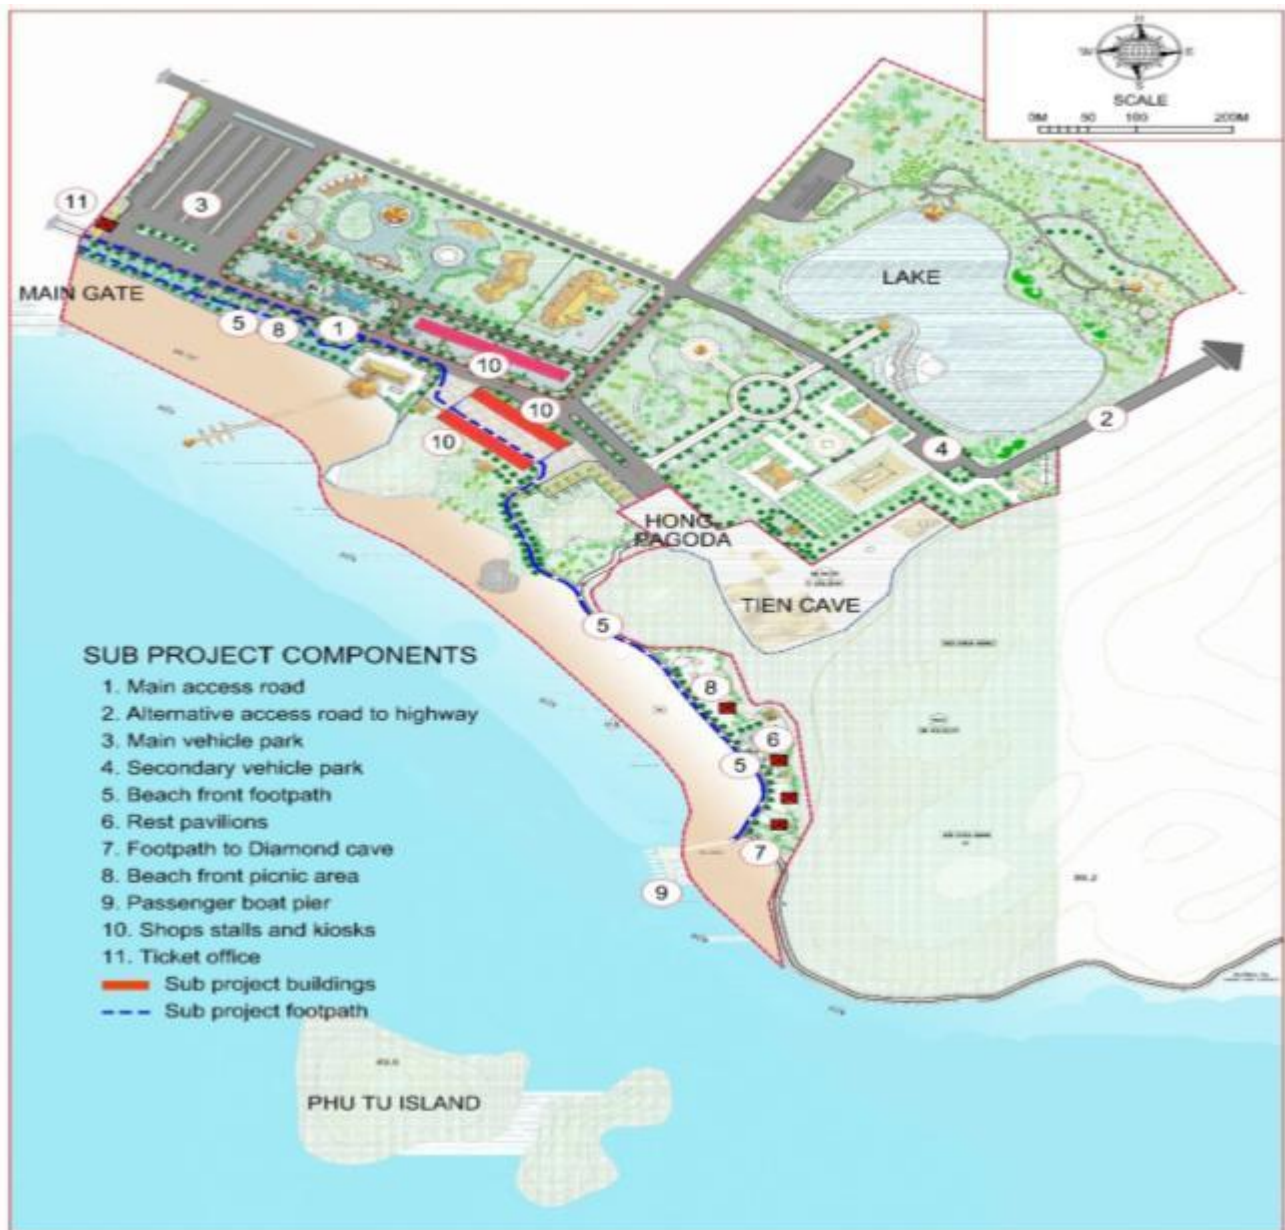 N
W
E
S
SCALE
0M 50 100 200M
11
3
MAIN GATE
5
8
1
10
10
10
LAKE
2
4
HONG
PAGODA
TIEN CAVE
5
8
6
5
7
9
SUB PROJECT COMPONENTS
1. Main access road
2. Alternative access road to highway
3. Main vehicle park
4. Secondary vehicle park
5. Beach front footpath
6. Rest pavilions
7. Footpath to Diamond cave
8. Beach front picnic area
9. Passenger boat pier
10. Shops stalls and kiosks
11. Ticket office
Sub project buildings
Sub project footpath
PHU TU ISLAND